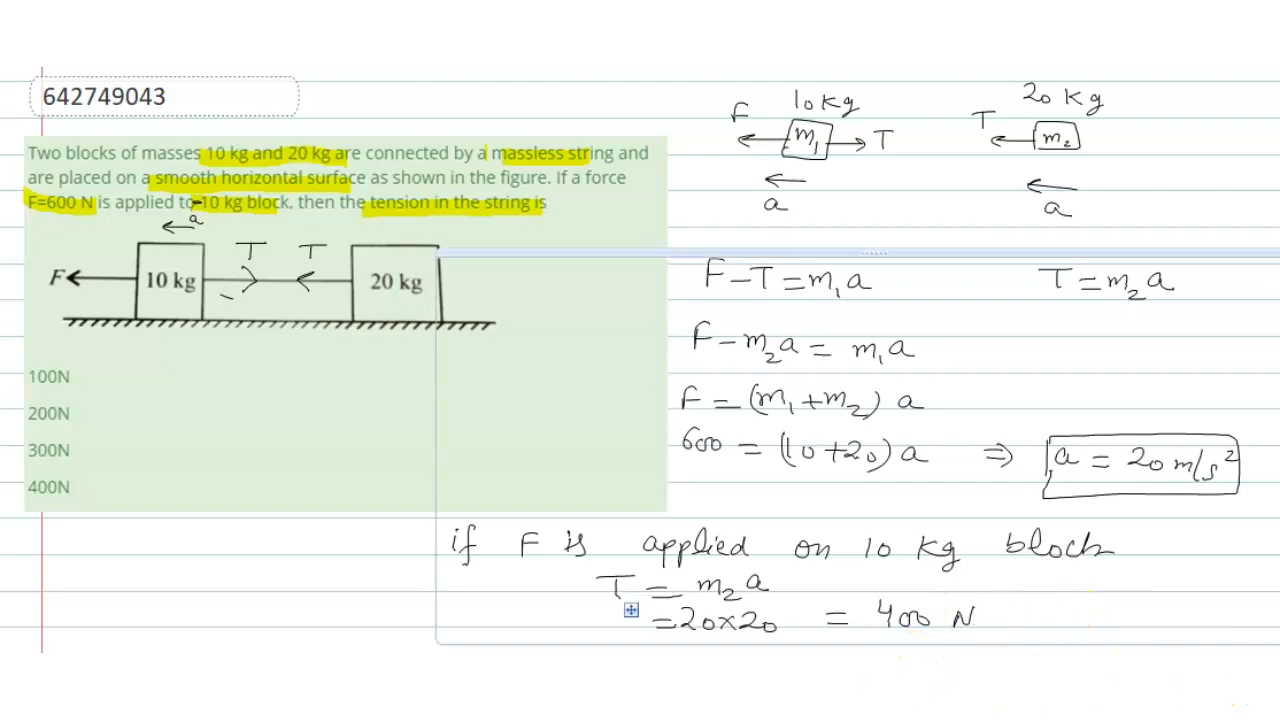 642749043
Two blocks of masses 10 kg and 20 kg are connected by a massless string and
are placed on a smooth horizontal surface as shown in the figure. If a force
F=600 N is applied to 10 kg block, then the tension in the string is
a
T T
F 10 kg 20 kg
100N
200N
300N
400N
10 kg 20 kg
F m₁ T T m₂
a a
F - T = m₁a T = m₂a
F - m₂a = m₁a
F = (m₁ + m₂) a
600 = (10 + 20) a ⇒ a = 20 m/s²
if F is applied on 10 kg block
T = m₂ a
= 20 × 20 = 400 N